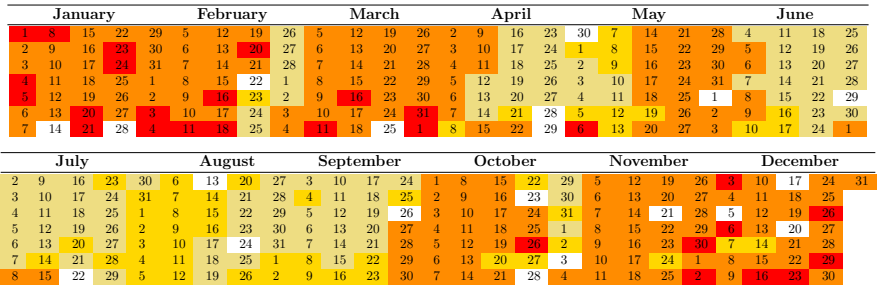 January February March April May June
1 8 15 22 29 5 12 19 26 5 12 19 26 2 9 16 23 30 7 14 21 28 4 11 18 25
2 9 16 23 30 6 13 20 27 6 13 20 27 3 10 17 24 1 8 15 22 29 5 12 19 26
3 10 17 24 31 7 14 21 28 7 14 21 28 4 11 18 25 2 9 16 23 30 6 13 20 27
4 11 18 25 1 8 15 22 1 8 15 22 29 5 12 19 26 3 10 17 24 31 7 14 21 28
5 12 19 26 2 9 16 23 2 9 16 23 30 6 13 20 27 4 11 18 25 1 8 15 22 29
6 13 20 27 3 10 17 24 3 10 17 24 31 7 14 21 28 5 12 19 26 2 9 16 23 30
7 14 21 28 4 11 18 25 4 11 18 25 1 8 15 22 29 6 13 20 27 3 10 17 24 1
July August September October November December
2 9 16 23 30 6 13 20 27 3 10 17 24 1 8 15 22 29 5 12 19 26 3 10 17 24 31
3 10 17 24 31 7 14 21 28 4 11 18 25 2 9 16 23 30 6 13 20 27 4 11 18 25
4 11 18 25 1 8 15 22 29 5 12 19 26 3 10 17 24 31 7 14 21 28 5 12 19 26
5 12 19 26 2 9 16 23 30 6 13 20 27 4 11 18 25 1 8 15 22 29 6 13 20 27
6 13 20 27 3 10 17 24 31 7 14 21 28 5 12 19 26 2 9 16 23 30 7 14 21 28
7 14 21 28 4 11 18 25 1 8 15 22 29 6 13 20 27 3 10 17 24 1 8 15 22 29
8 15 22 29 5 12 19 26 2 9 16 23 30 7 14 21 28 4 11 18 25 2 9 16 23 30